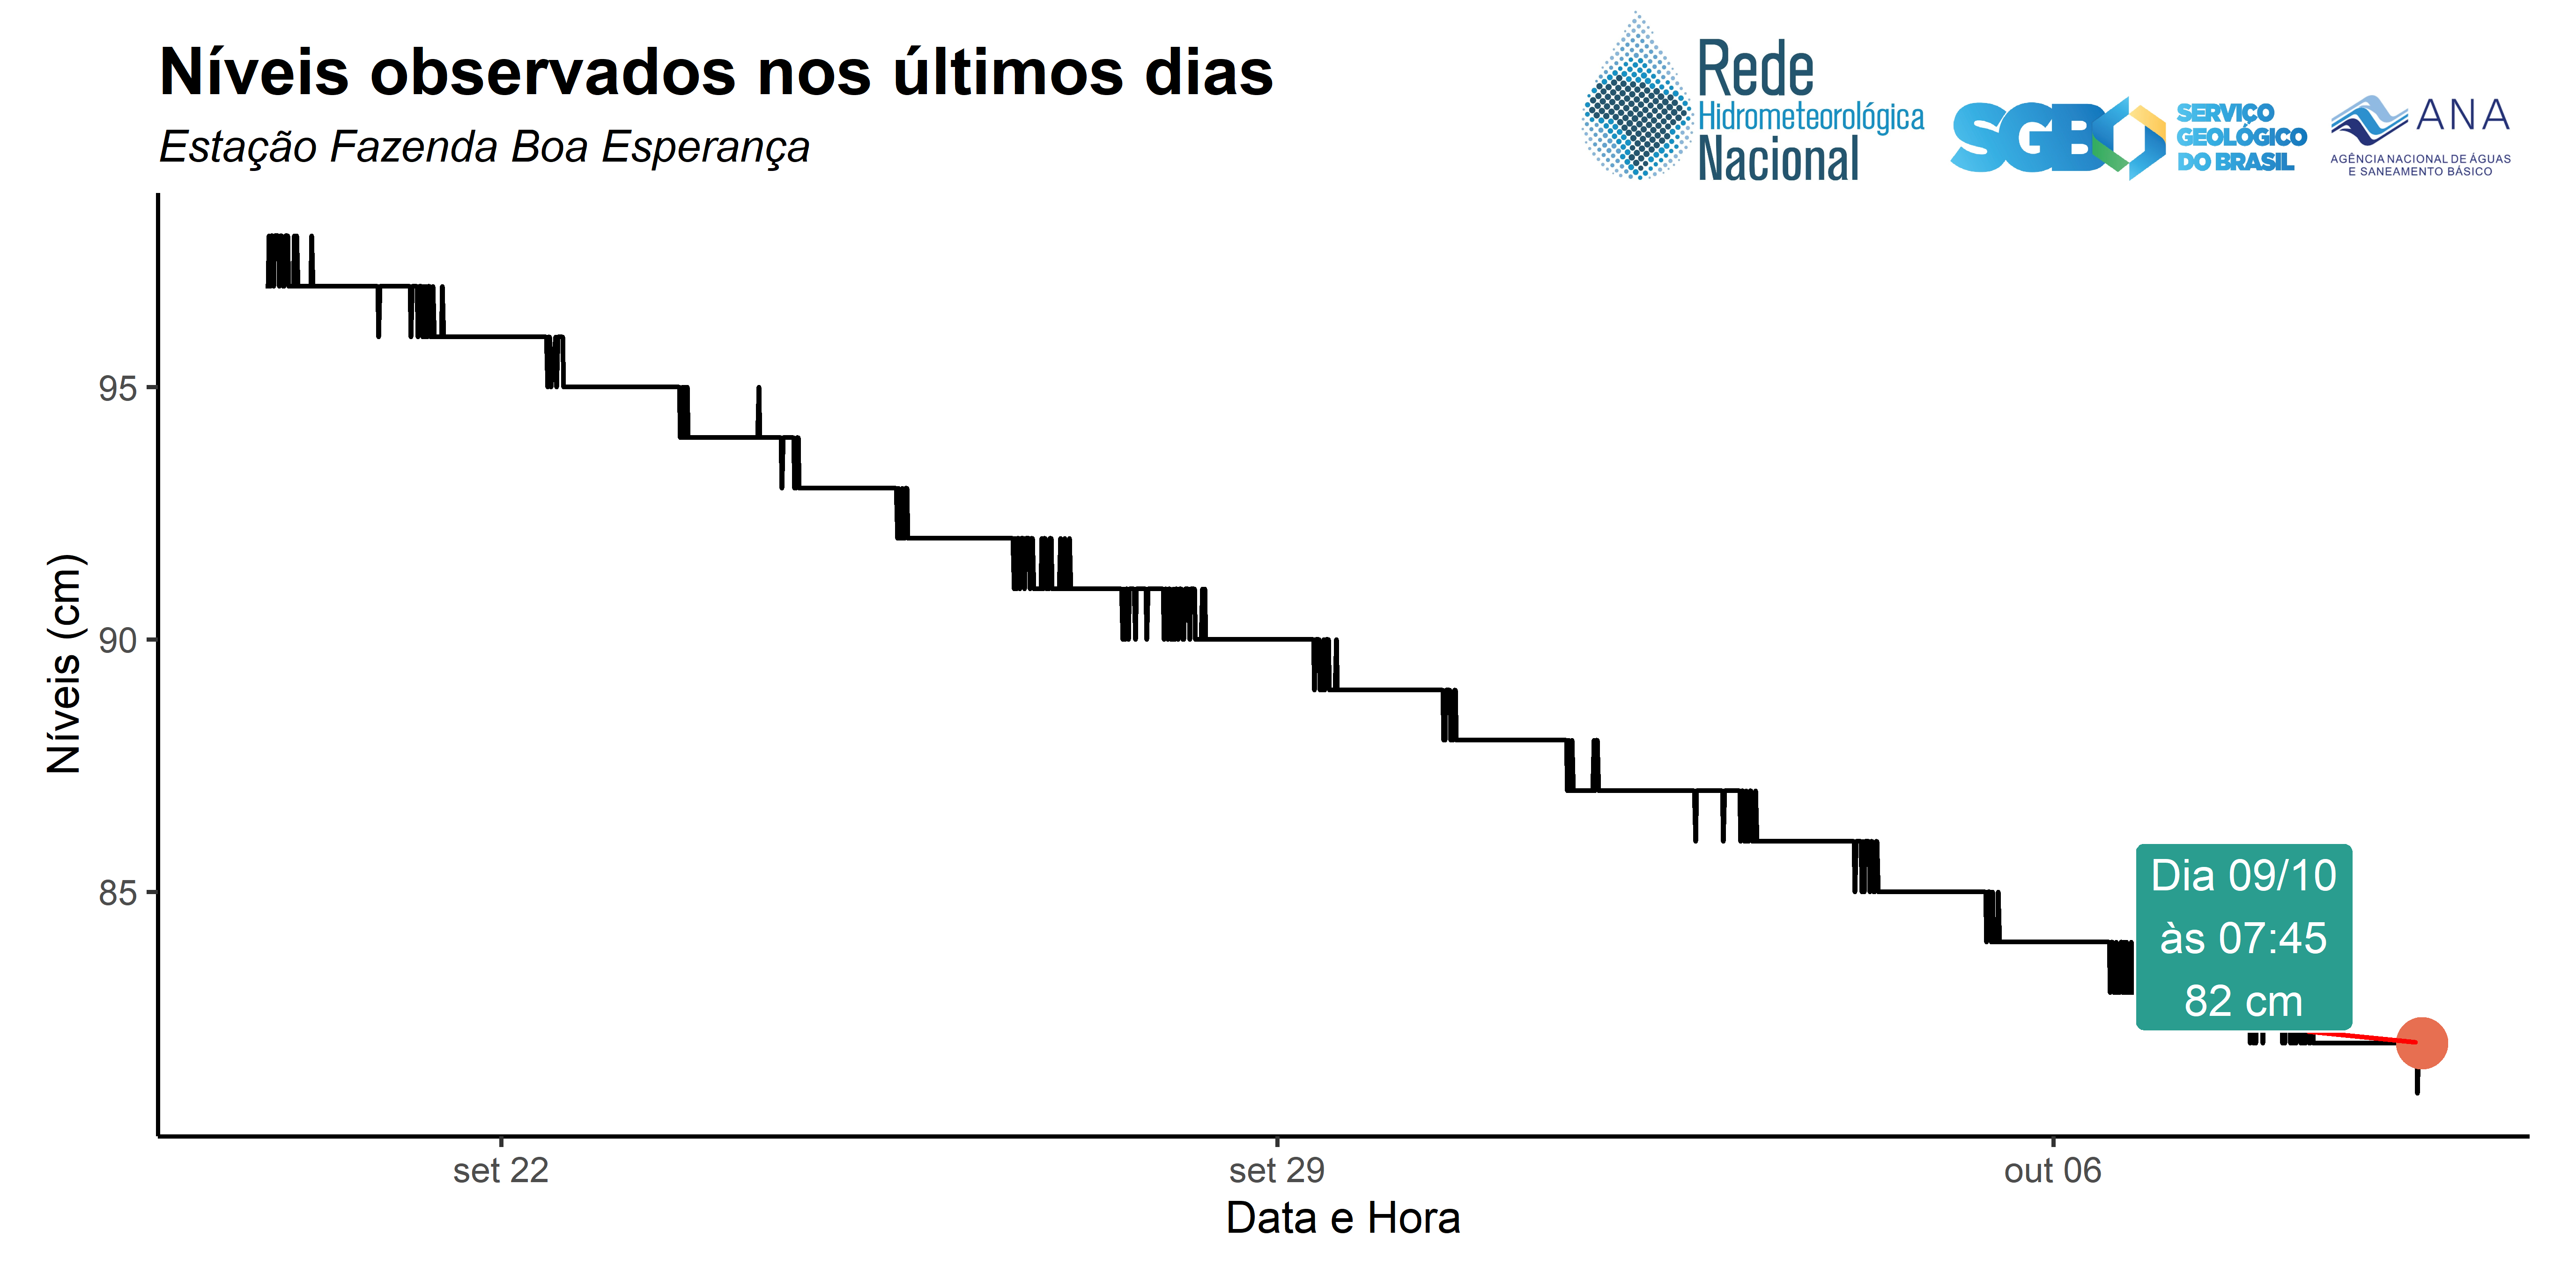 Níveis observados nos últimos dias
Estação Fazenda Boa Esperança
Rede
Hidrometeorológica
Nacional
SGB
SERVIÇO
GEOLÓGICO
DO BRASIL
ANA
AGÊNCIA NACIONAL DE ÁGUAS
E SANEAMENTO BÁSICO
Níveis (cm)
95
90
85
Dia 09/10
às 07:45
82 cm
set 22
set 29
out 06
Data e Hora